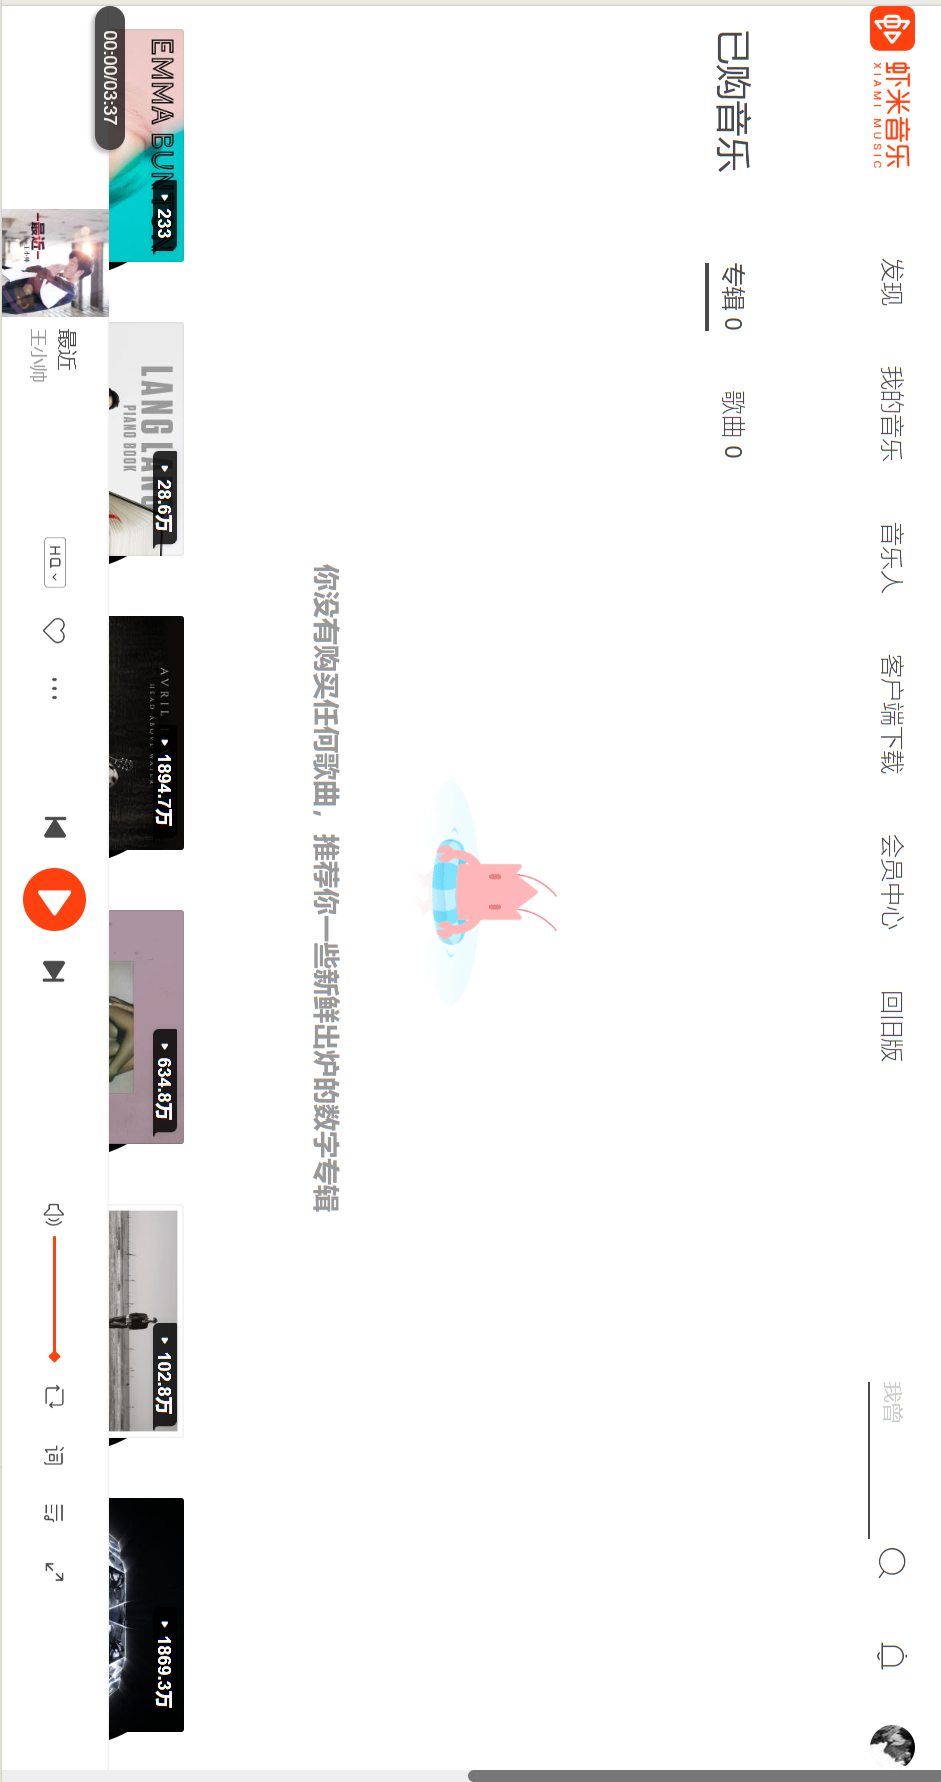 虾米音乐
XIAMI MUSIC
发现
我的音乐
音乐人
客户端下载
会员中心
回旧版
我曾
已购音乐
专辑 0
歌曲 0
你没有购买任何歌曲，推荐你一些新鲜出炉的数字专辑
EMMA BUNTON
233
LANG LANG
PIANO BOOK
28.6万
AVRIL
HEAD ABOVE WATER
1894.7万
634.8万
102.8万
1869.3万
00:00/03:37
最近
王小帅
最近
王小帅
HQ
词